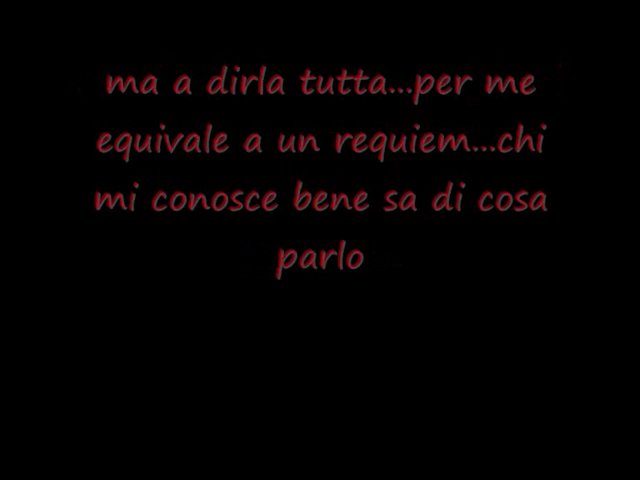 ma a dirla tutta...per me
equivale a un requiem...chi
mi conosce bene sa di cosa
parlo